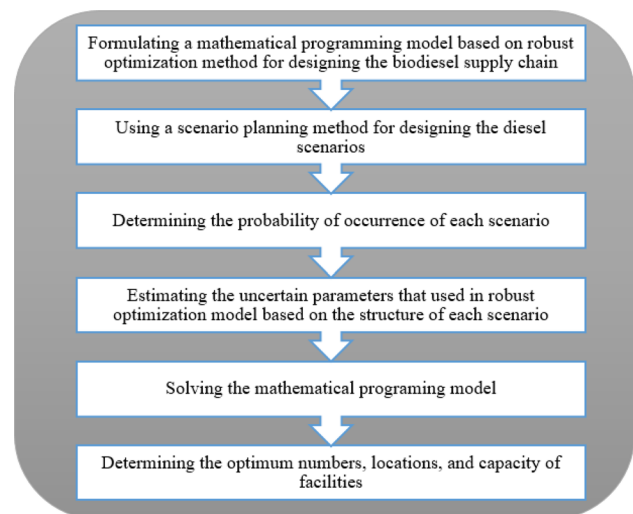 Formulating a mathematical programming model based on robust
optimization method for designing the biodiesel supply chain
Using a scenario planning method for designing the diesel
scenarios
Determining the probability of occurrence of each scenario
Estimating the uncertain parameters that used in robust
optimization model based on the structure of each scenario
Solving the mathematical programing model
Determining the optimum numbers, locations, and capacity of
facilities